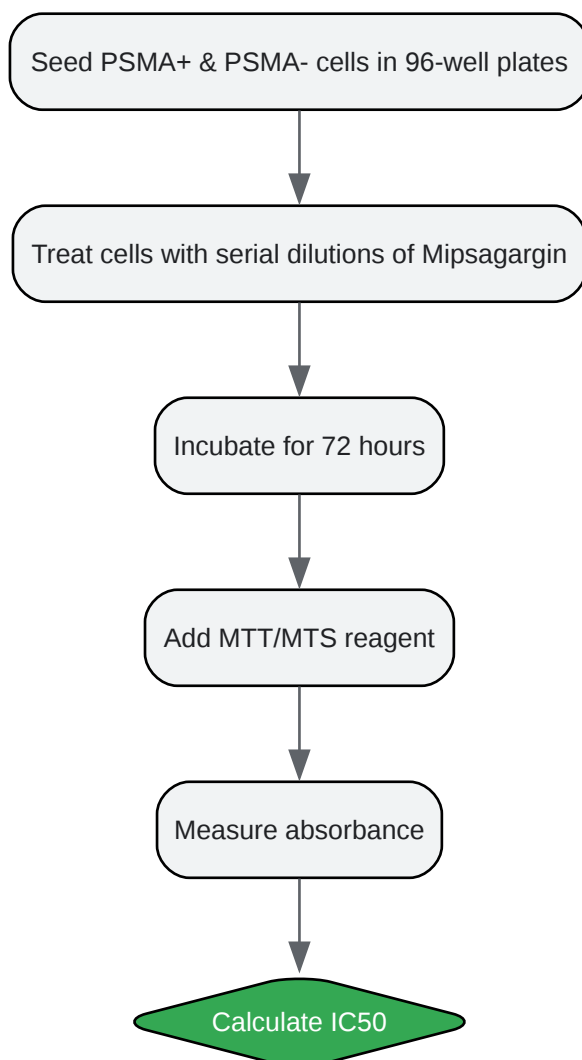 Seed PSMA+ & PSMA- cells in 96-well plates
Treat cells with serial dilutions of Mipsagargin
Incubate for 72 hours
Add MTT/MTS reagent
Measure absorbance
Calculate IC50